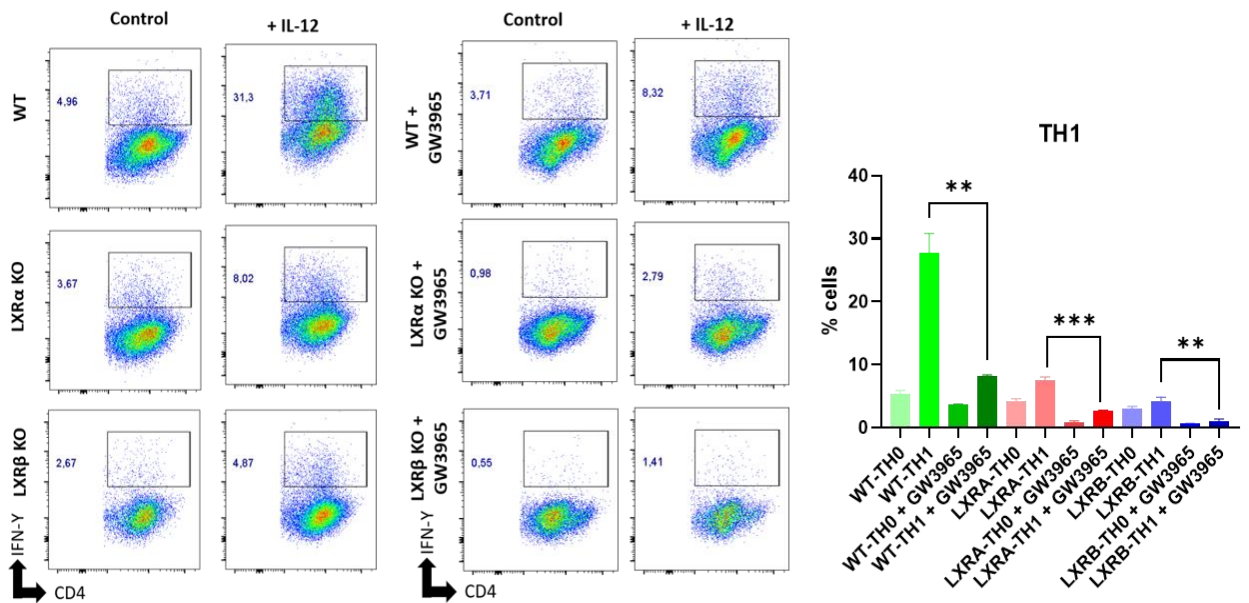 Control
+ IL-12
WT
4,96
31,3
LXRα KO
3,67
8,02
LXRβ KO
2,67
4,87
IFN-Y
CD4
Control
+ IL-12
WT +
GW3965
3,71
8,32
LXRα KO +
GW3965
0,98
2,79
LXRβ KO +
GW3965
0,55
1,41
IFN-Y
CD4
TH1
% cells
40
30
20
10
0
**
***
**
WT-TH0
WT-TH1
WT-TH0 + GW3965
WT-TH1 + GW3965
LXRA-TH0
LXRA-TH1
LXRA-TH0 + GW3965
LXRA-TH1 + GW3965
LXRB-TH0
LXRB-TH1
LXRB-TH0 + GW3965
LXRB-TH1 + GW3965